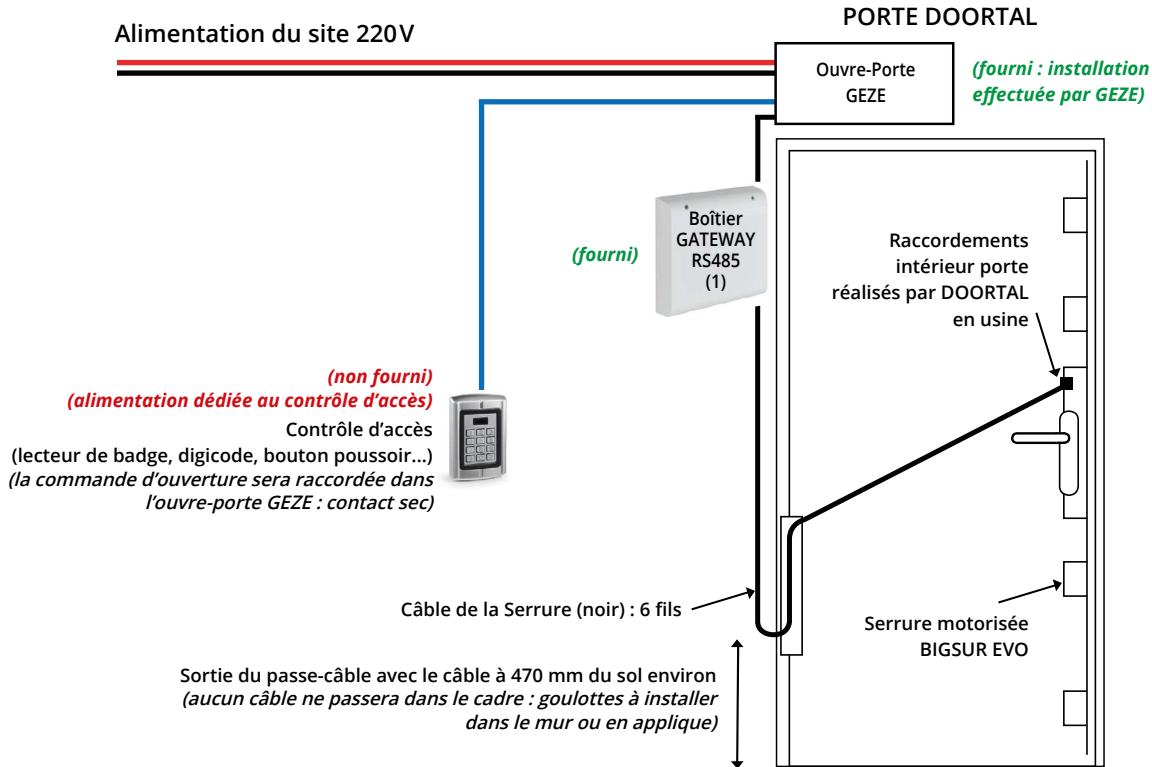 PORTE DOORTAL
Alimentation du site 220V
Ouvre-Porte
GEZE
(fourni : installation
effectuée par GEZE)
Boîtier
GATEWAY
RS485
(1)
(fourni)
Raccordements
intérieur porte
réalisés par DOORTAL
en usine
(non fourni)
(alimentation dédiée au contrôle d’accès)
Contrôle d’accès
(lecteur de badge, digicode, bouton poussoir...)
(la commande d’ouverture sera raccordée dans
l’ouvre-porte GEZE : contact sec)
Câble de la Serrure (noir) : 6 fils
Serrure motorisée
BIGSUR EVO
Sortie du passe-câble avec le câble à 470 mm du sol environ
(aucun câble ne passera dans le cadre : goulottes à installer
dans le mur ou en applique)